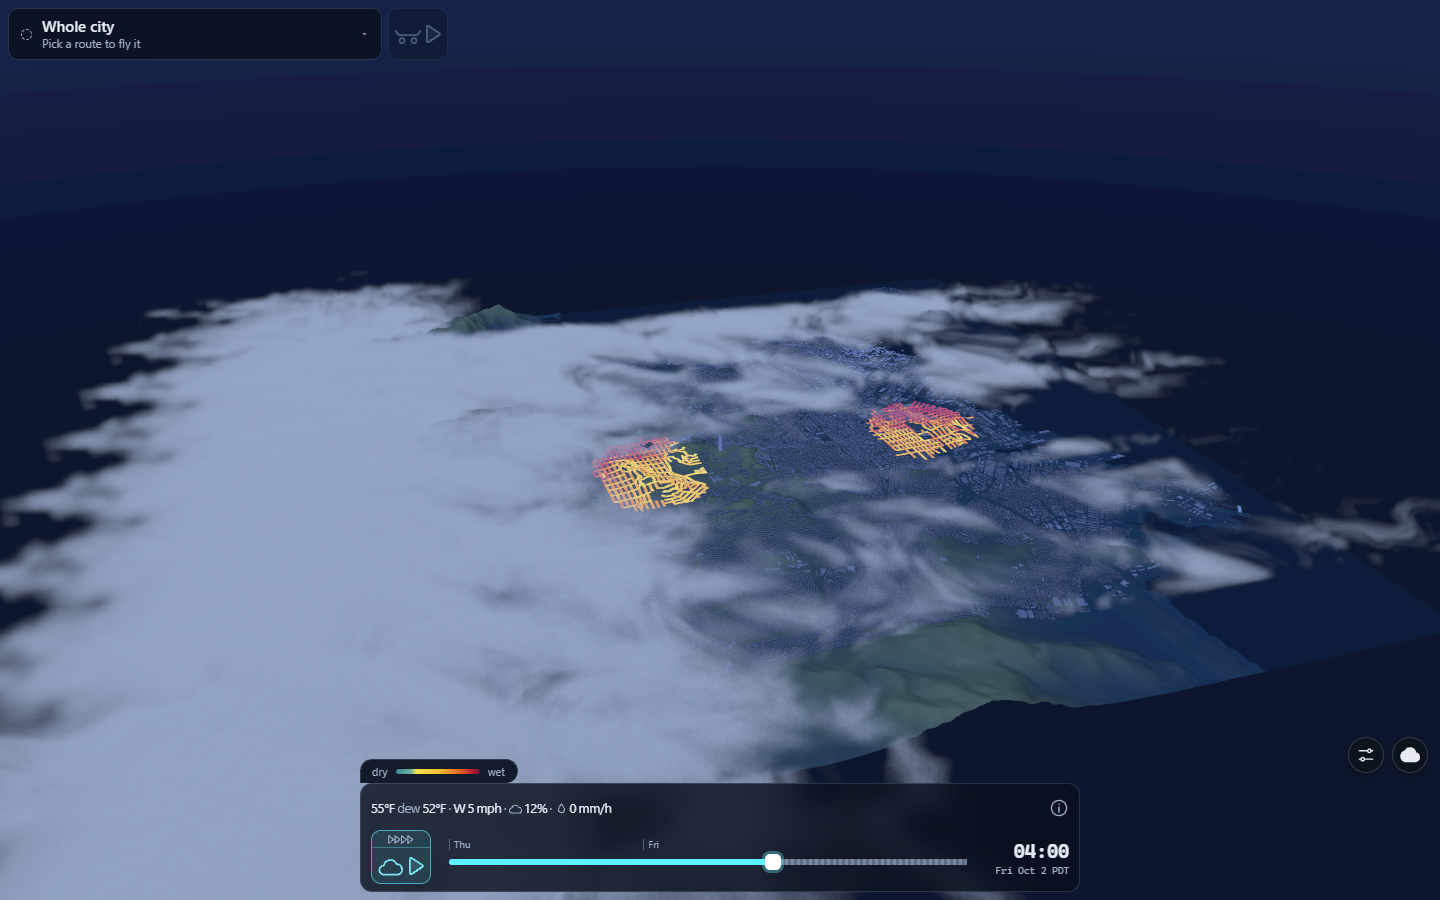 Whole city
Pick a route to fly it
dry wet
55°F dew 52°F · W 5 mph · 12% · 0 mm/h
Thu Fri
04:00
Fri Oct 2 PDT